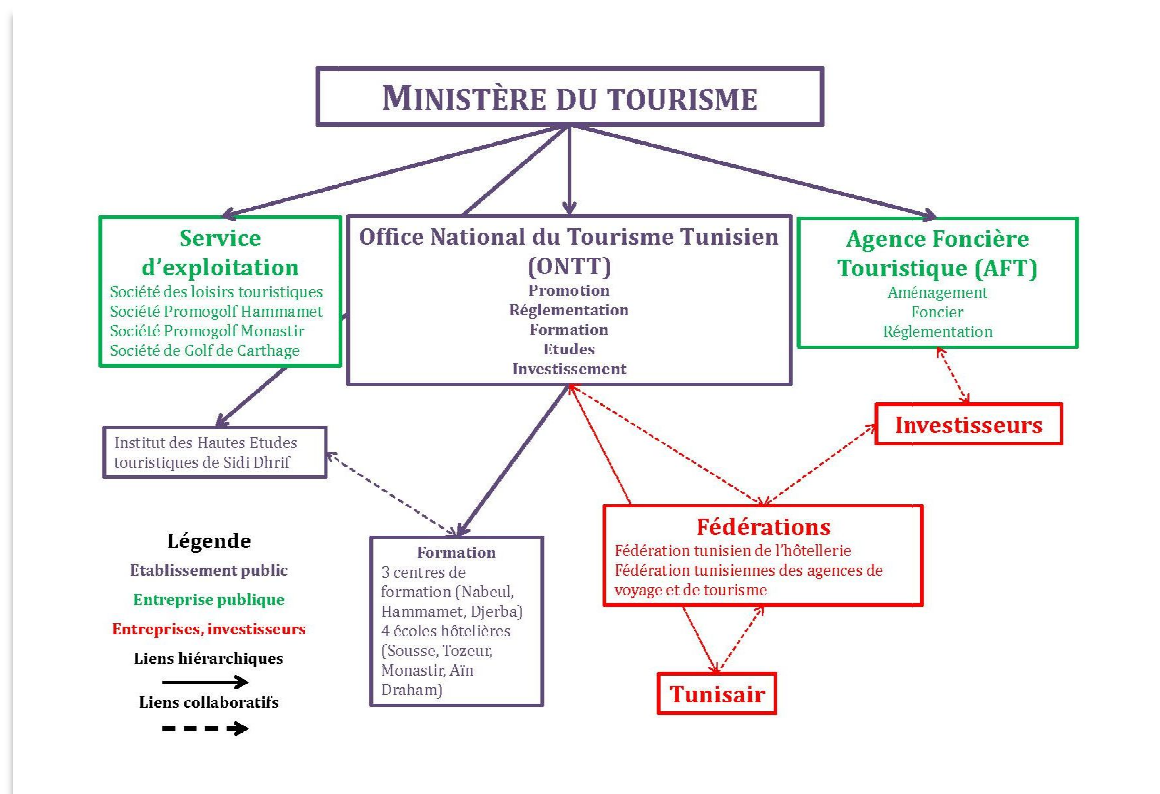 MINISTÈRE DU TOURISME
Service
d'exploitation
Société des loisirs touristiques
Société Promogolf Hammamet
Société Promogolf Monastir
Société de Golf de Carthage
Office National du Tourisme Tunisien
(ONTT)
Promotion
Réglementation
Formation
Etudes
Investissement
Agence Foncière
Touristique (AFT)
Aménagement
Foncier
Réglementation
Investisseurs
Institut des Hautes Etudes
touristiques de Sidi Dhrif
Formation
3 centres de
formation (Nabeul,
Hammamet, Djerba)
4 écoles hôtelières
(Sousse, Tozeur,
Monastir, Aïn
Draham)
Fédérations
Fédération tunisien de l'hôtellerie
Fédération tunisiennes des agences de
voyage et de tourisme
Tunisair
Légende
Etablissement public
Entreprise publique
Entreprises, investisseurs
Liens hiérarchiques
Liens collaboratifs